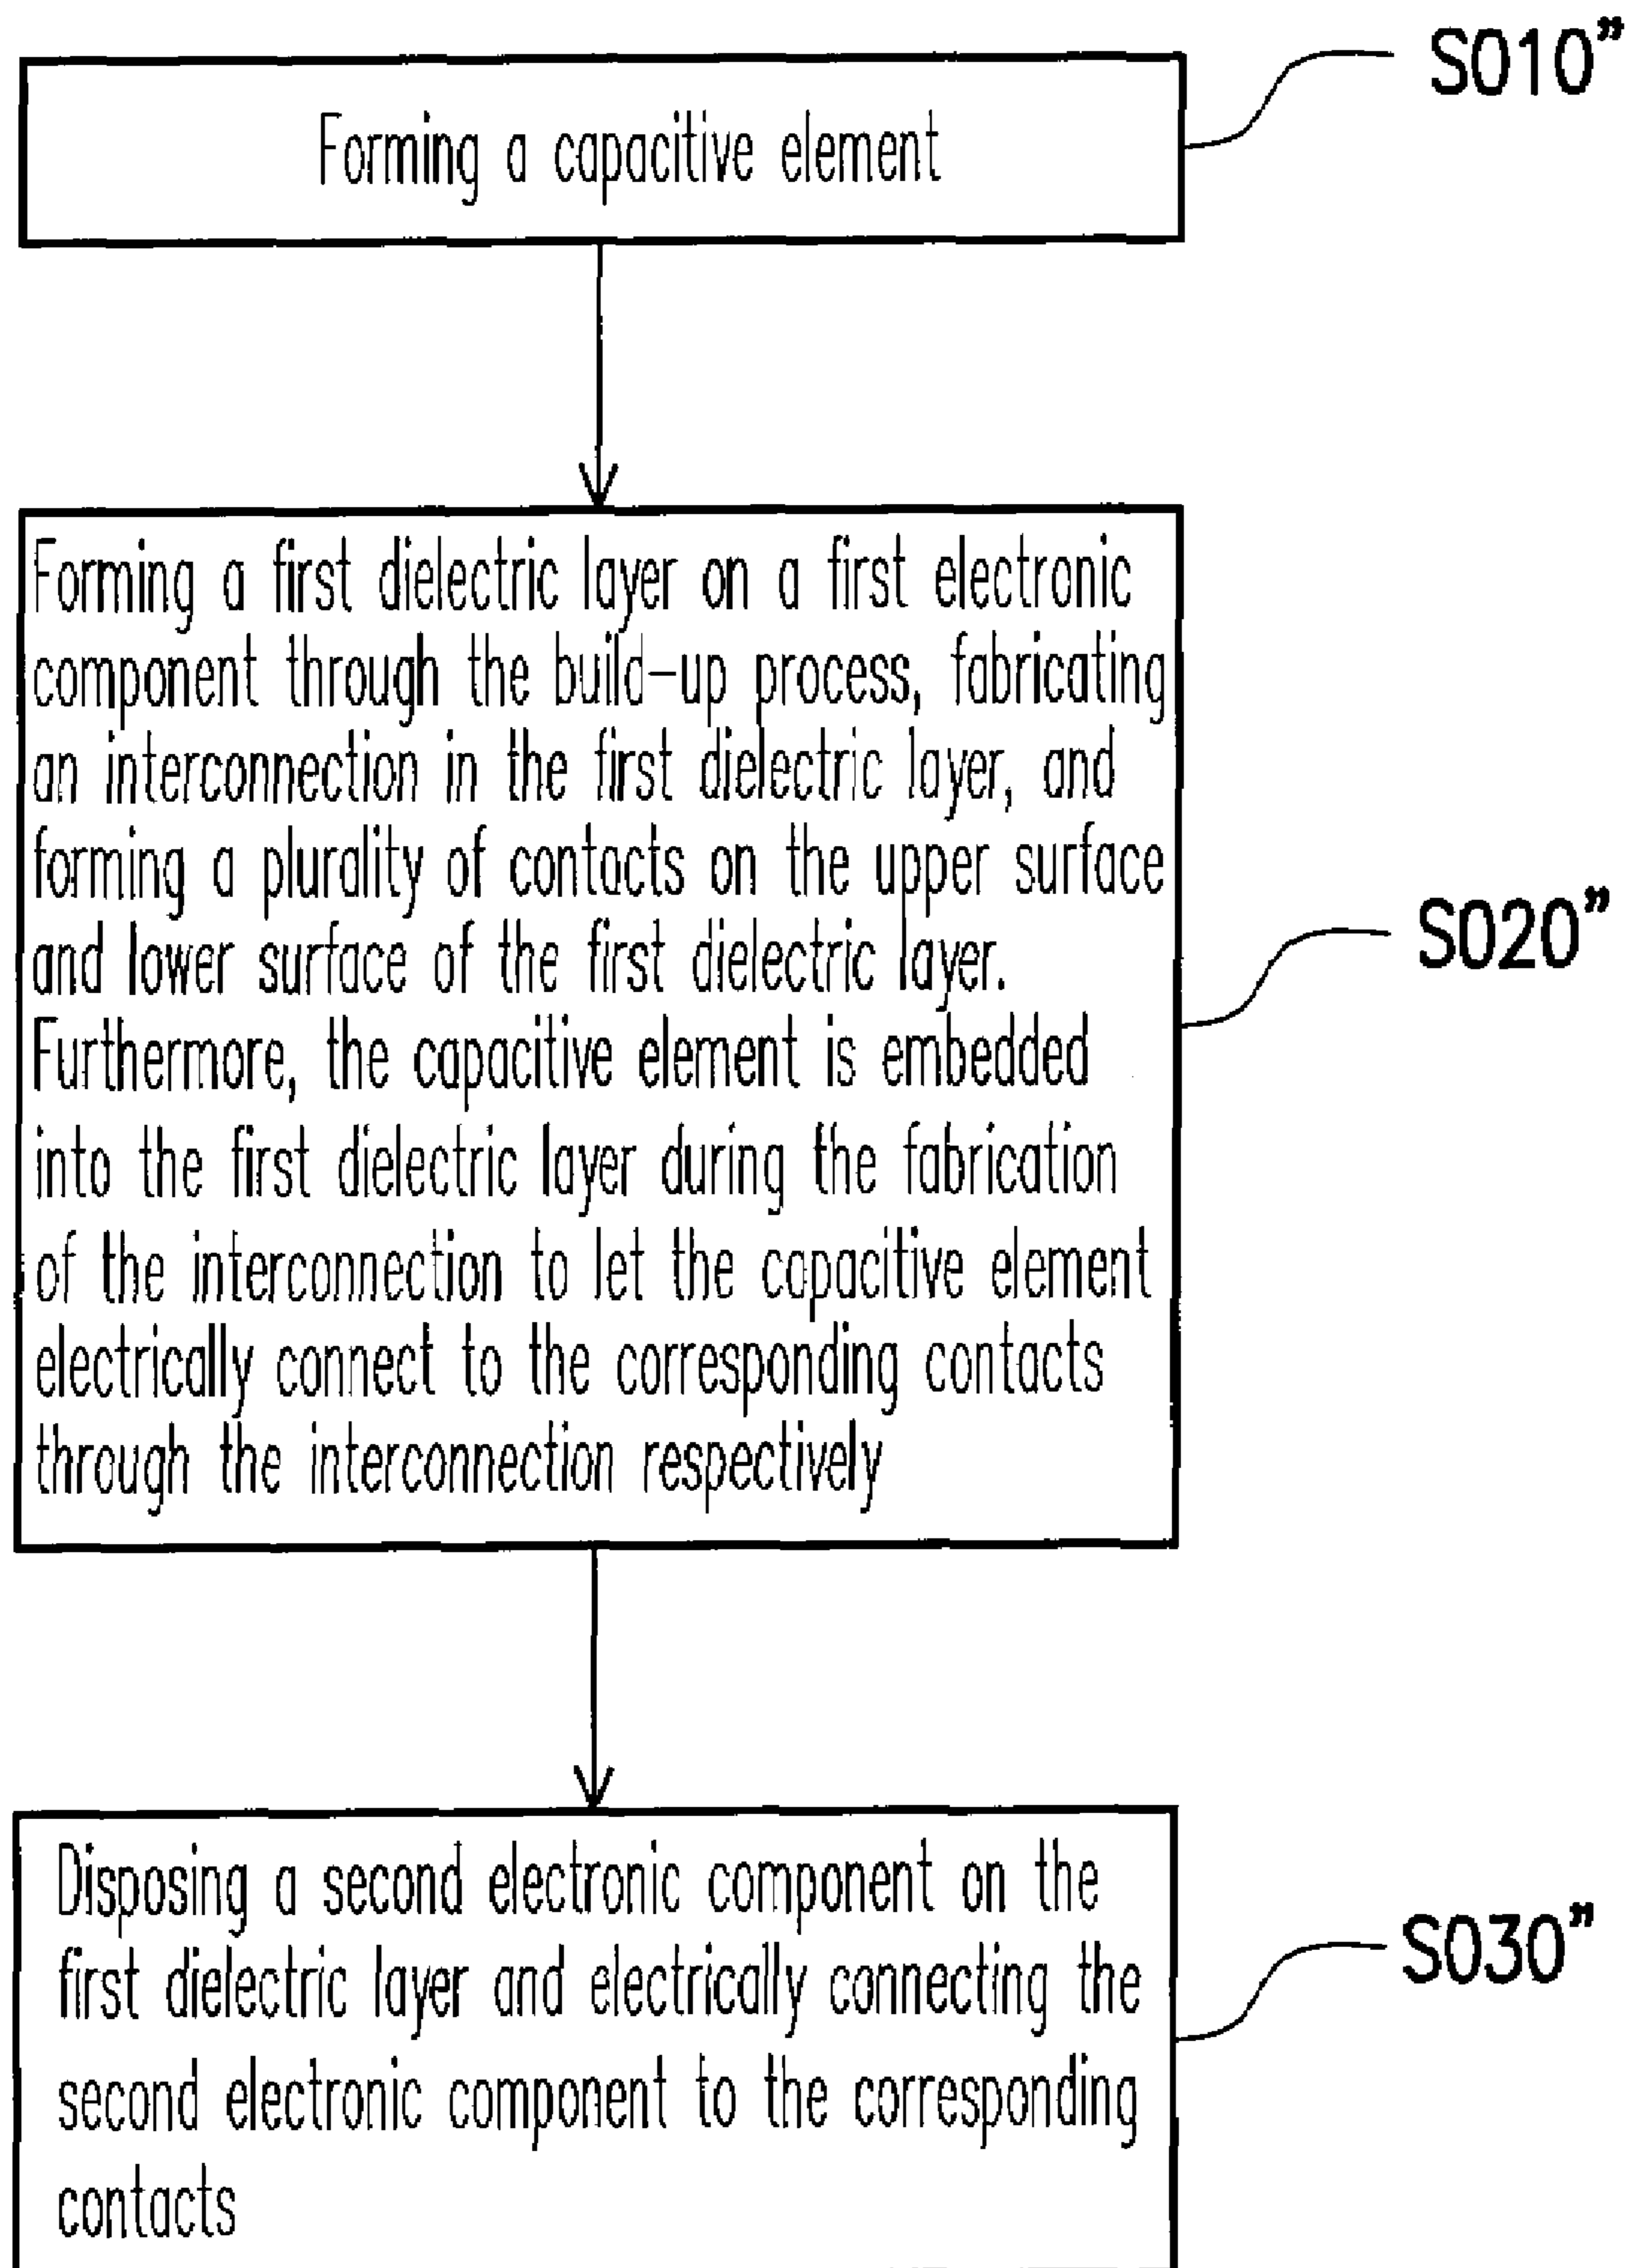 S010”
Forming a capacitive element
Forming a first dielectric layer on a first electronic
component through the build-up process, fabricating
an interconnection in the first dielectric layer, and
forming a plurality of contacts on the upper surface
and lower surface of the first dielectric layer.
Furthermore, the capacitive element is embedded
into the first dielectric layer during the fabrication
of the interconnection to let the capacitive element
electrically connect to the corresponding contacts
through the interconnection respectively
S020”
Disposing a second electronic component on the
first dielectric layer and electrically connecting the
second electronic component to the corresponding
contacts
S030”